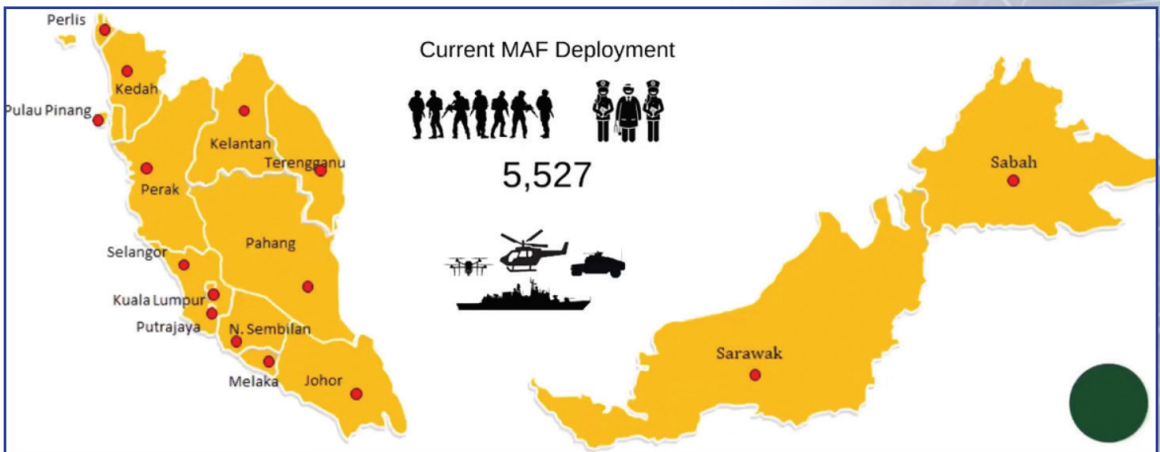 Perlis
Current MAF Deployment
Kedah
Pulau Pinang
Kelantan
Terengganu
Sabah
5,527
Perak
Pahang
Selangor
Kuala Lumpur
Putrajaya
N. Sembilan
Sarawak
Melaka
Johor